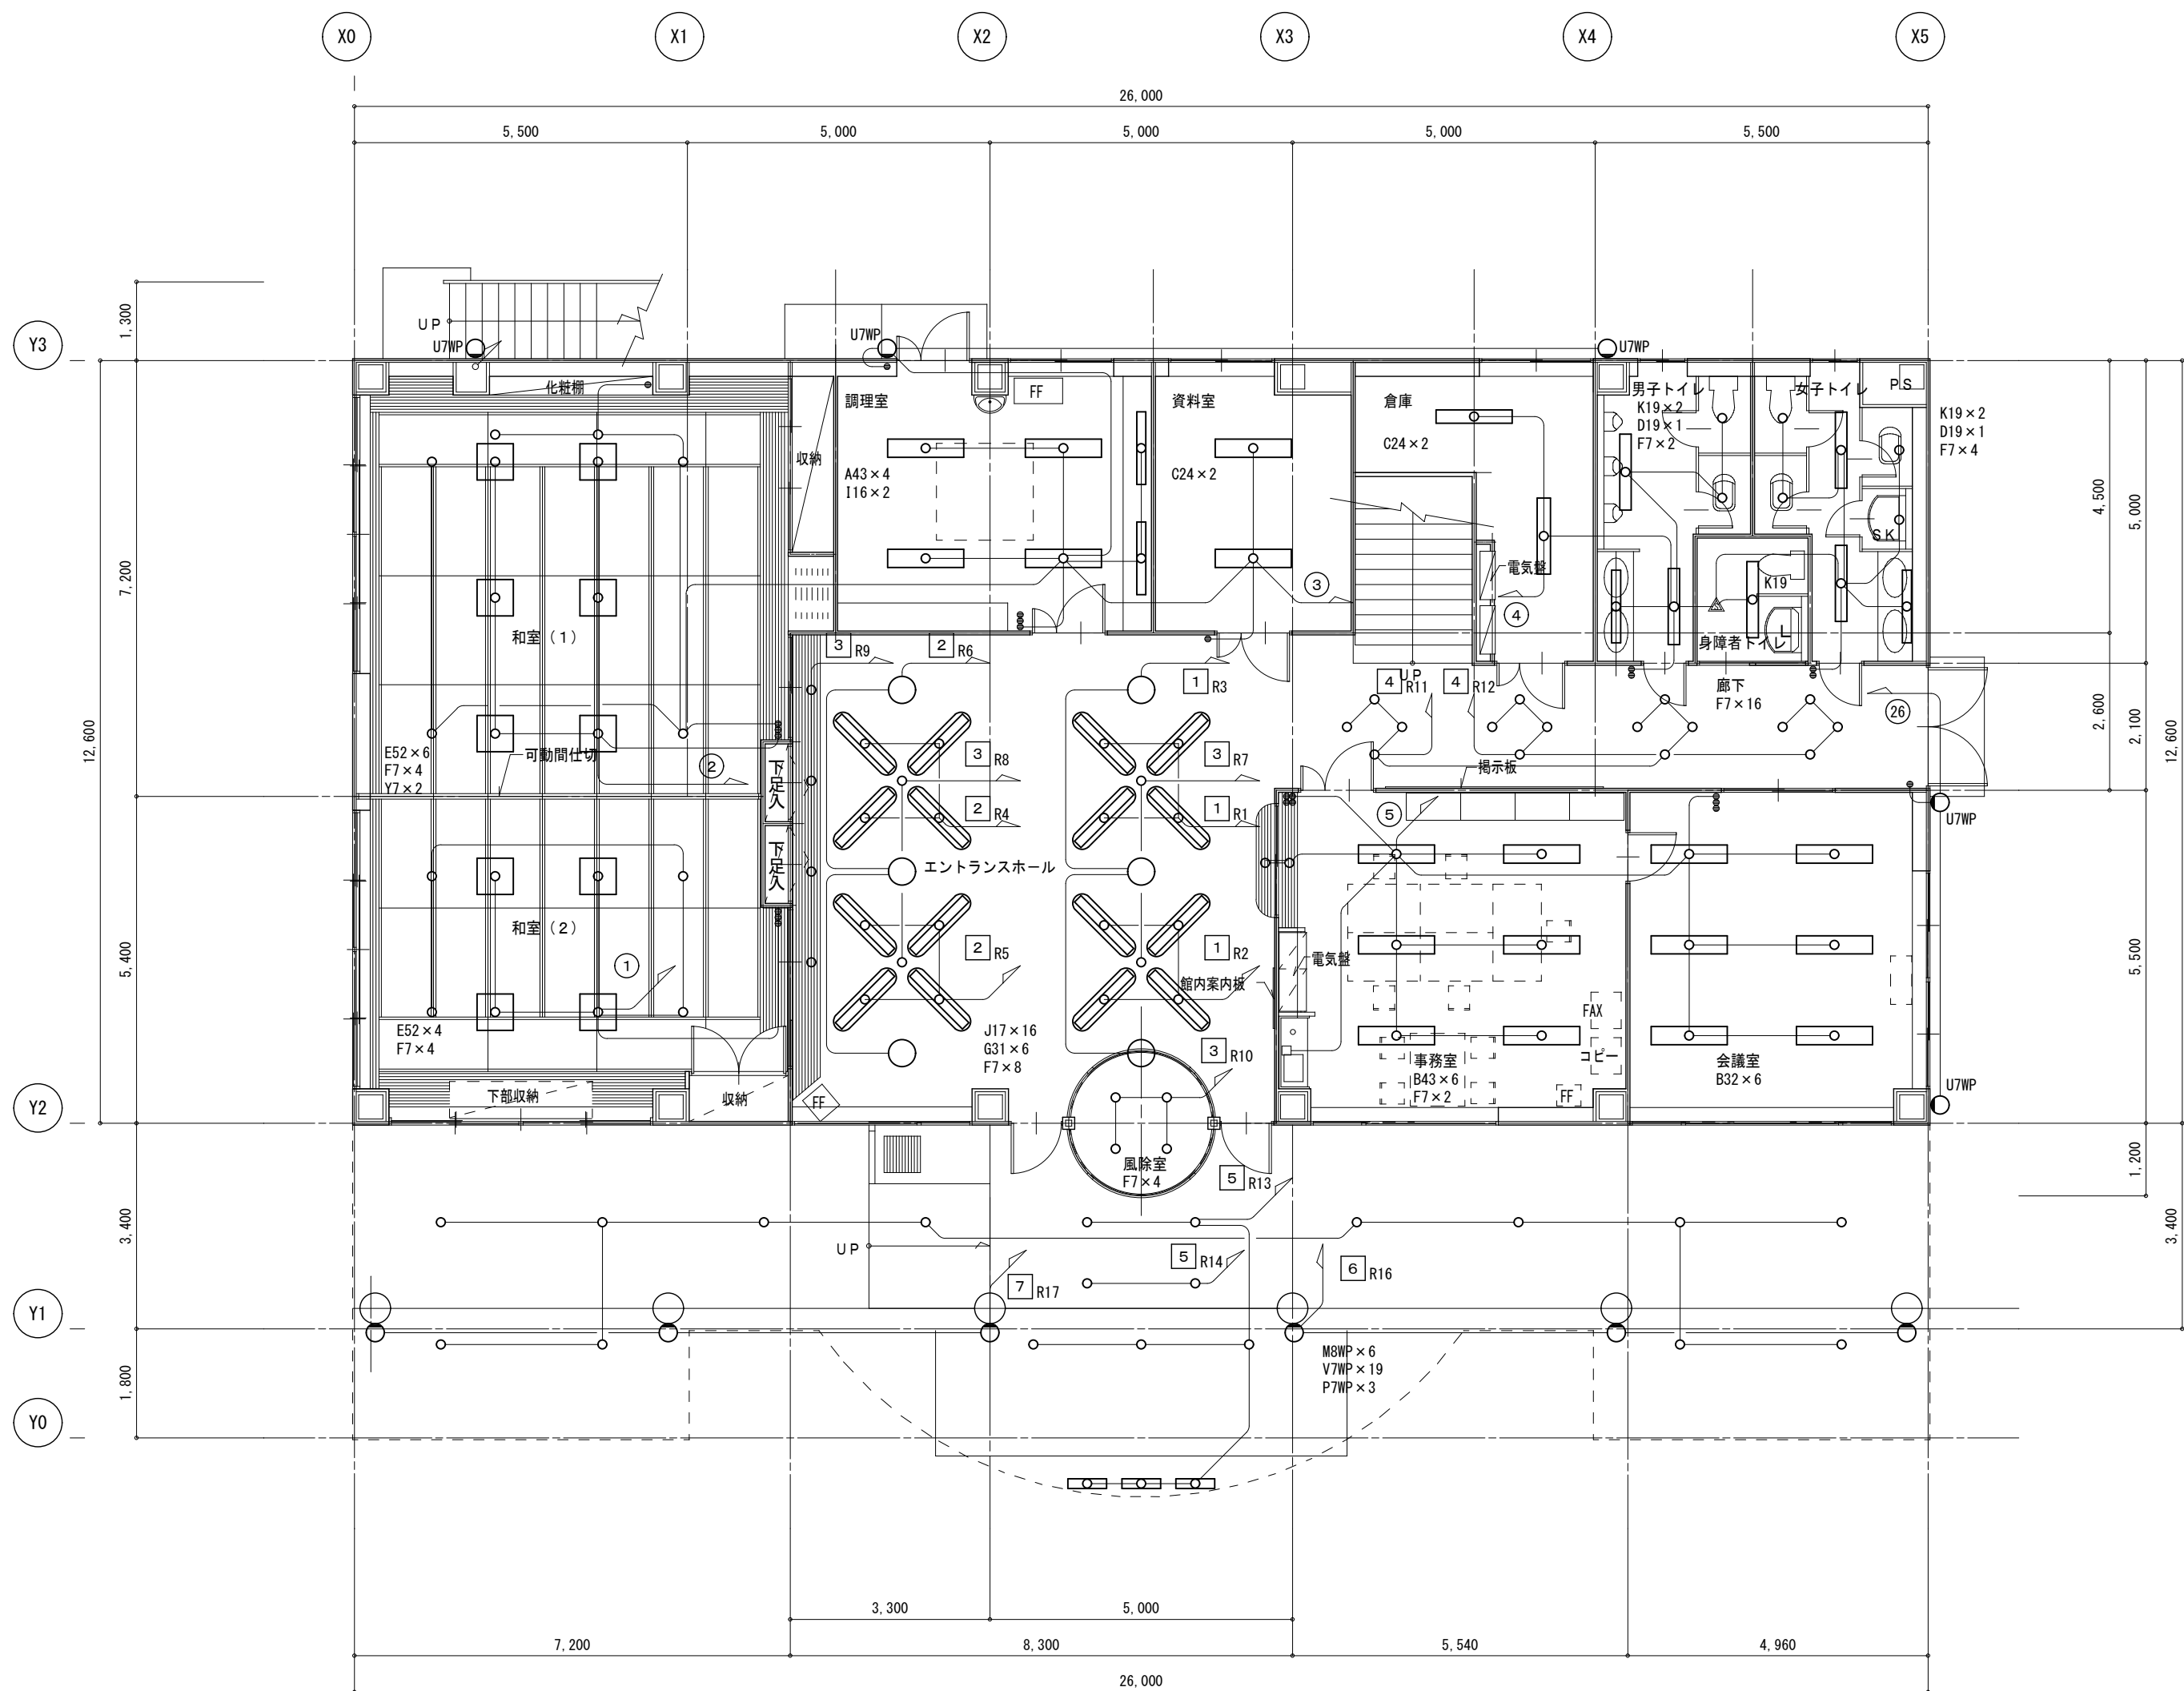 X0
X1
X2
X3
X4
X5
26,000
5,500
5,000
5,000
5,000
5,500
1,300
UP
U7WP
U7WP
U7WP
Y3
化粧棚
調理室
FF
資料室
倉庫
男子トイレ
K19×2
D19×1
F7×2
女子トイレ
PS
K19×2
D19×1
F7×4
収納
A43×4
I16×2
C24×2
C24×2
4,500
5,000
SK
7,200
電気盤
K19
3
4
和室(1)
身障者トイレ
3
R9
2
R6
1
R3
UP
4
R11
4
R12
廊下
F7×16
26
2,600
2,100
12,600
12,600
E52×6
F7×4
Y7×2
可動間仕切
2
下足入
3
R8
3
R7
掲示板
2
R4
1
R1
5
U7WP
下足入
エントランスホール
和室(2)
2
R5
1
R2
電気盤
館内案内板
5,400
5,500
1
FAX
E52×4
F7×4
J17×16
G31×6
F7×8
3
R10
コピー
事務室
B43×6
F7×2
会議室
B32×6
U7WP
下部収納
収納
FF
FF
Y2
風除室
F7×4
5
R13
1,200
3,400
3,400
UP
5
R14
6
R16
7
R17
Y1
M8WP×6
V7WP×19
P7WP×3
1,800
Y0
3,300
5,000
7,200
8,300
5,540
4,960
26,000